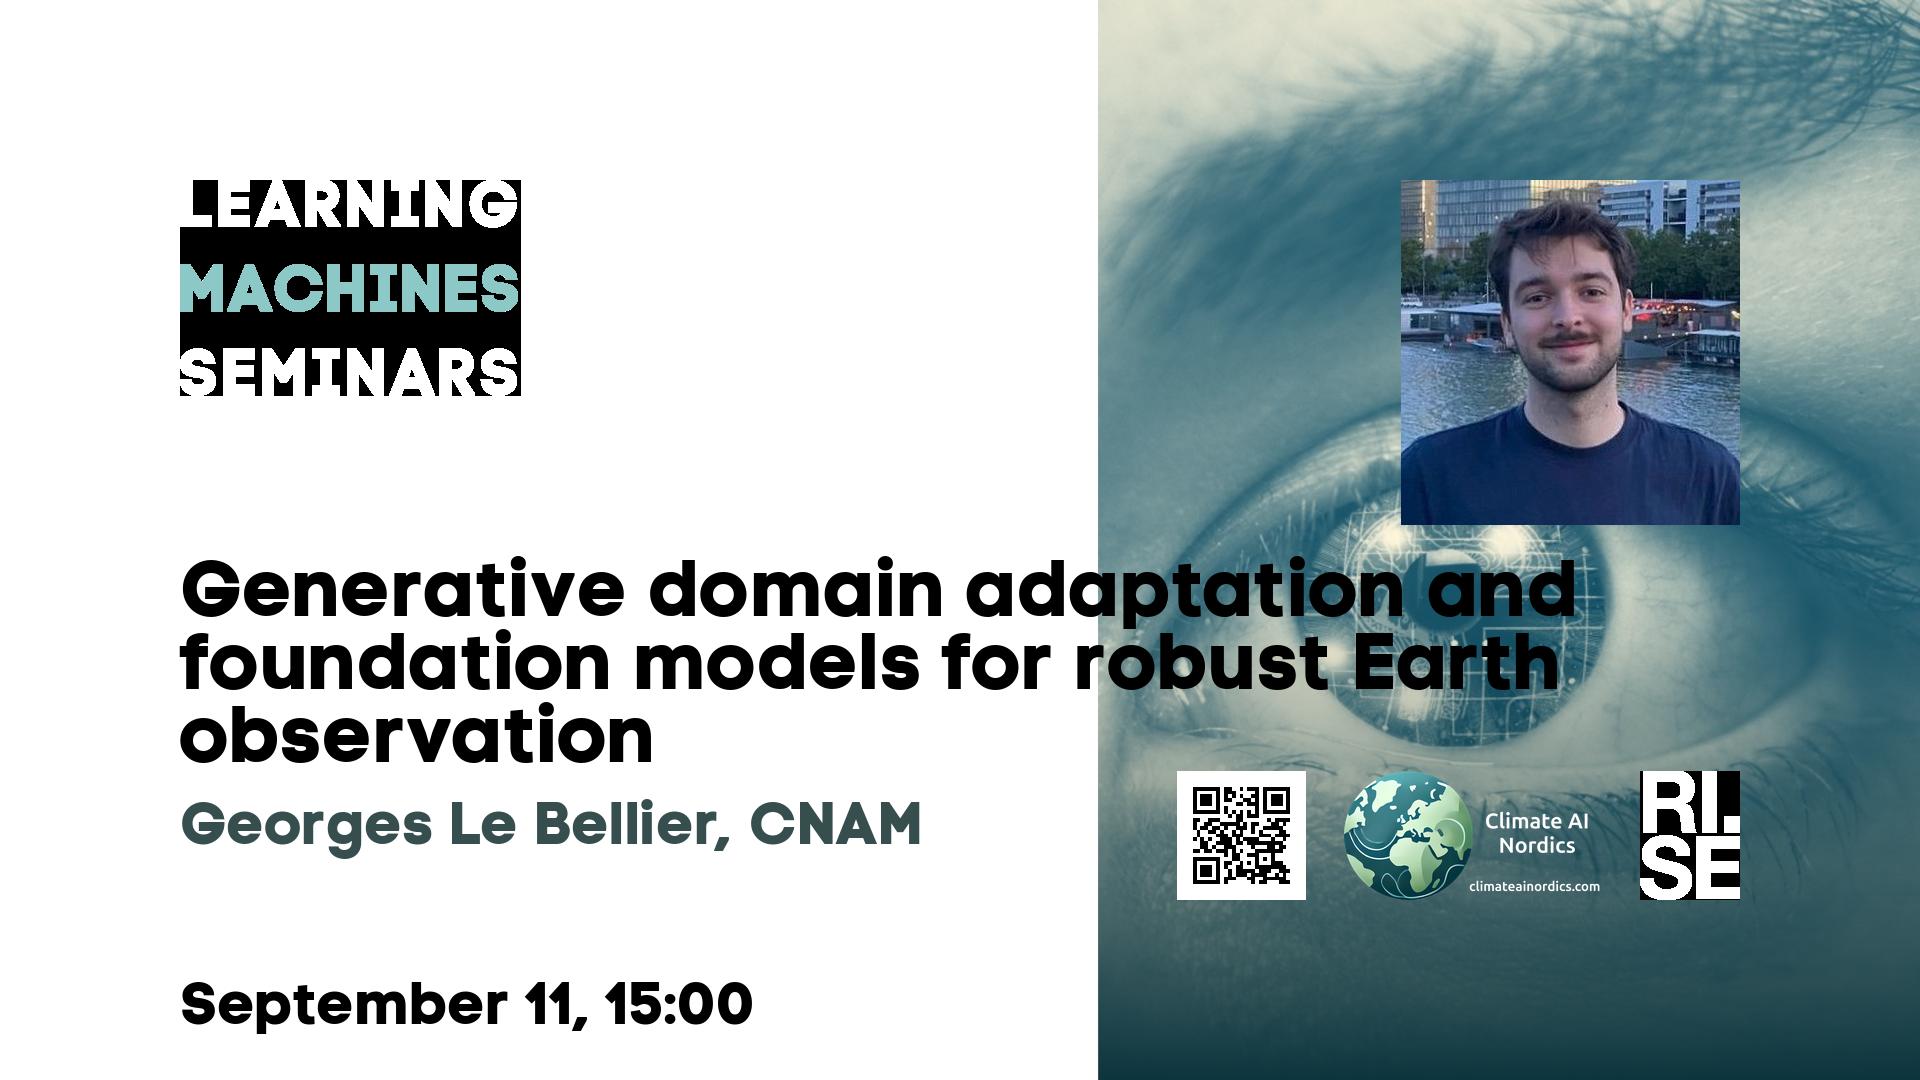 LEARNING
MACHINES
SEMINARS
Generative domain adaptation and
foundation models for robust Earth
observation
Georges Le Bellier, CNAM
Climate AI
Nordics
climateainordics.com
RI.
SE
September 11, 15:00